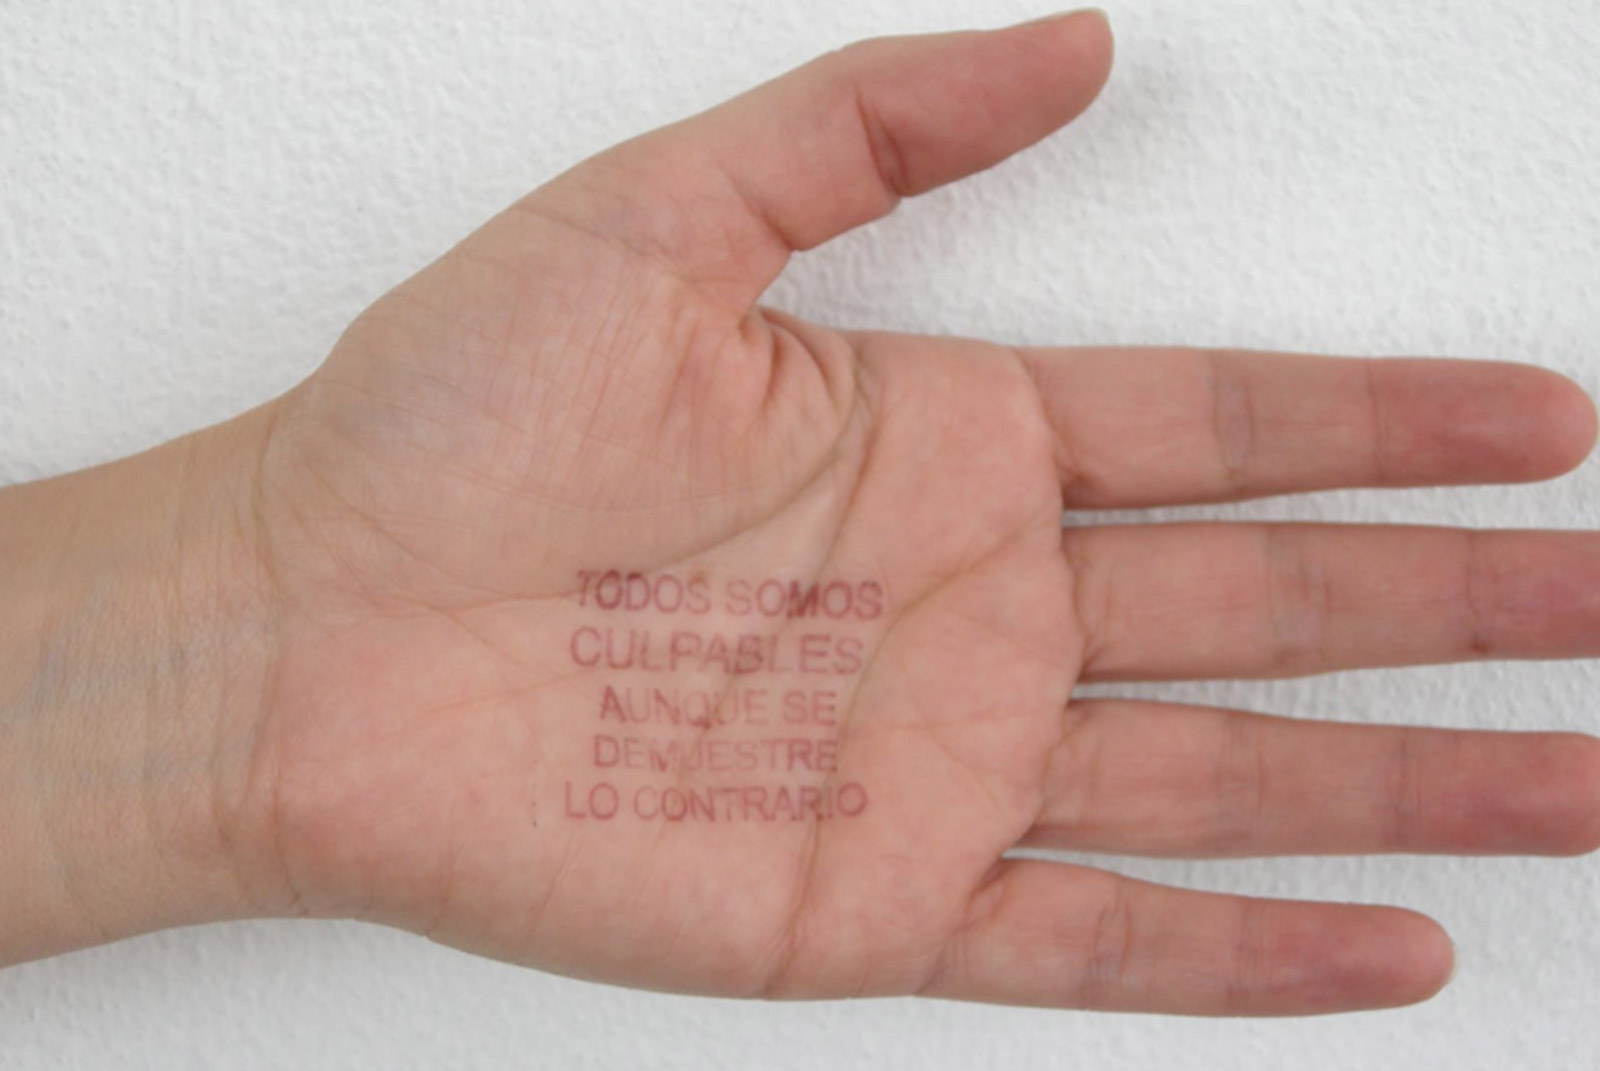 TODOS SOMOS
CULPABLES
AUNQUE SE
DEMUESTRE
LO CONTRARIO